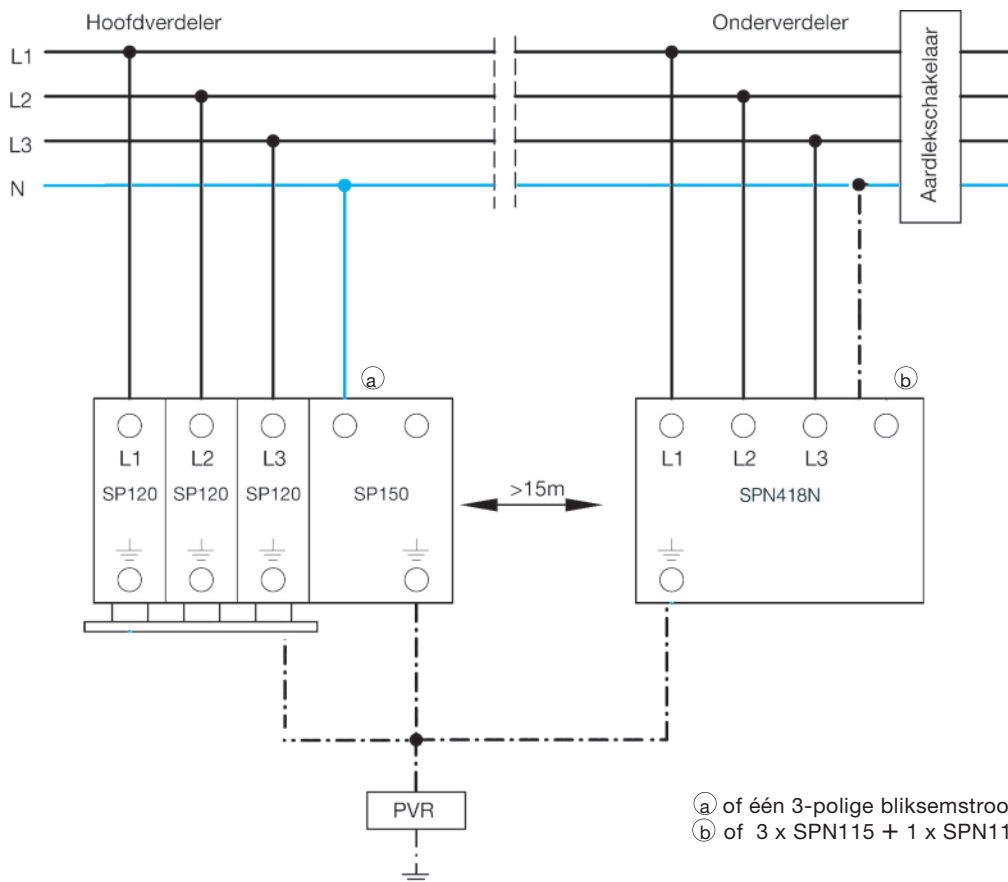 Hoofdverdeler
Onderverdeler
Aardlekschakelaar
L1
L2
L3
N
a
b
L1 L2 L3
SP120 SP120 SP120 SP150
>15m
L1 L2 L3
SPN418N
PVR
a of één 3-polige bliksemstroo
b of 3 x SPN115 + 1 x SPN11